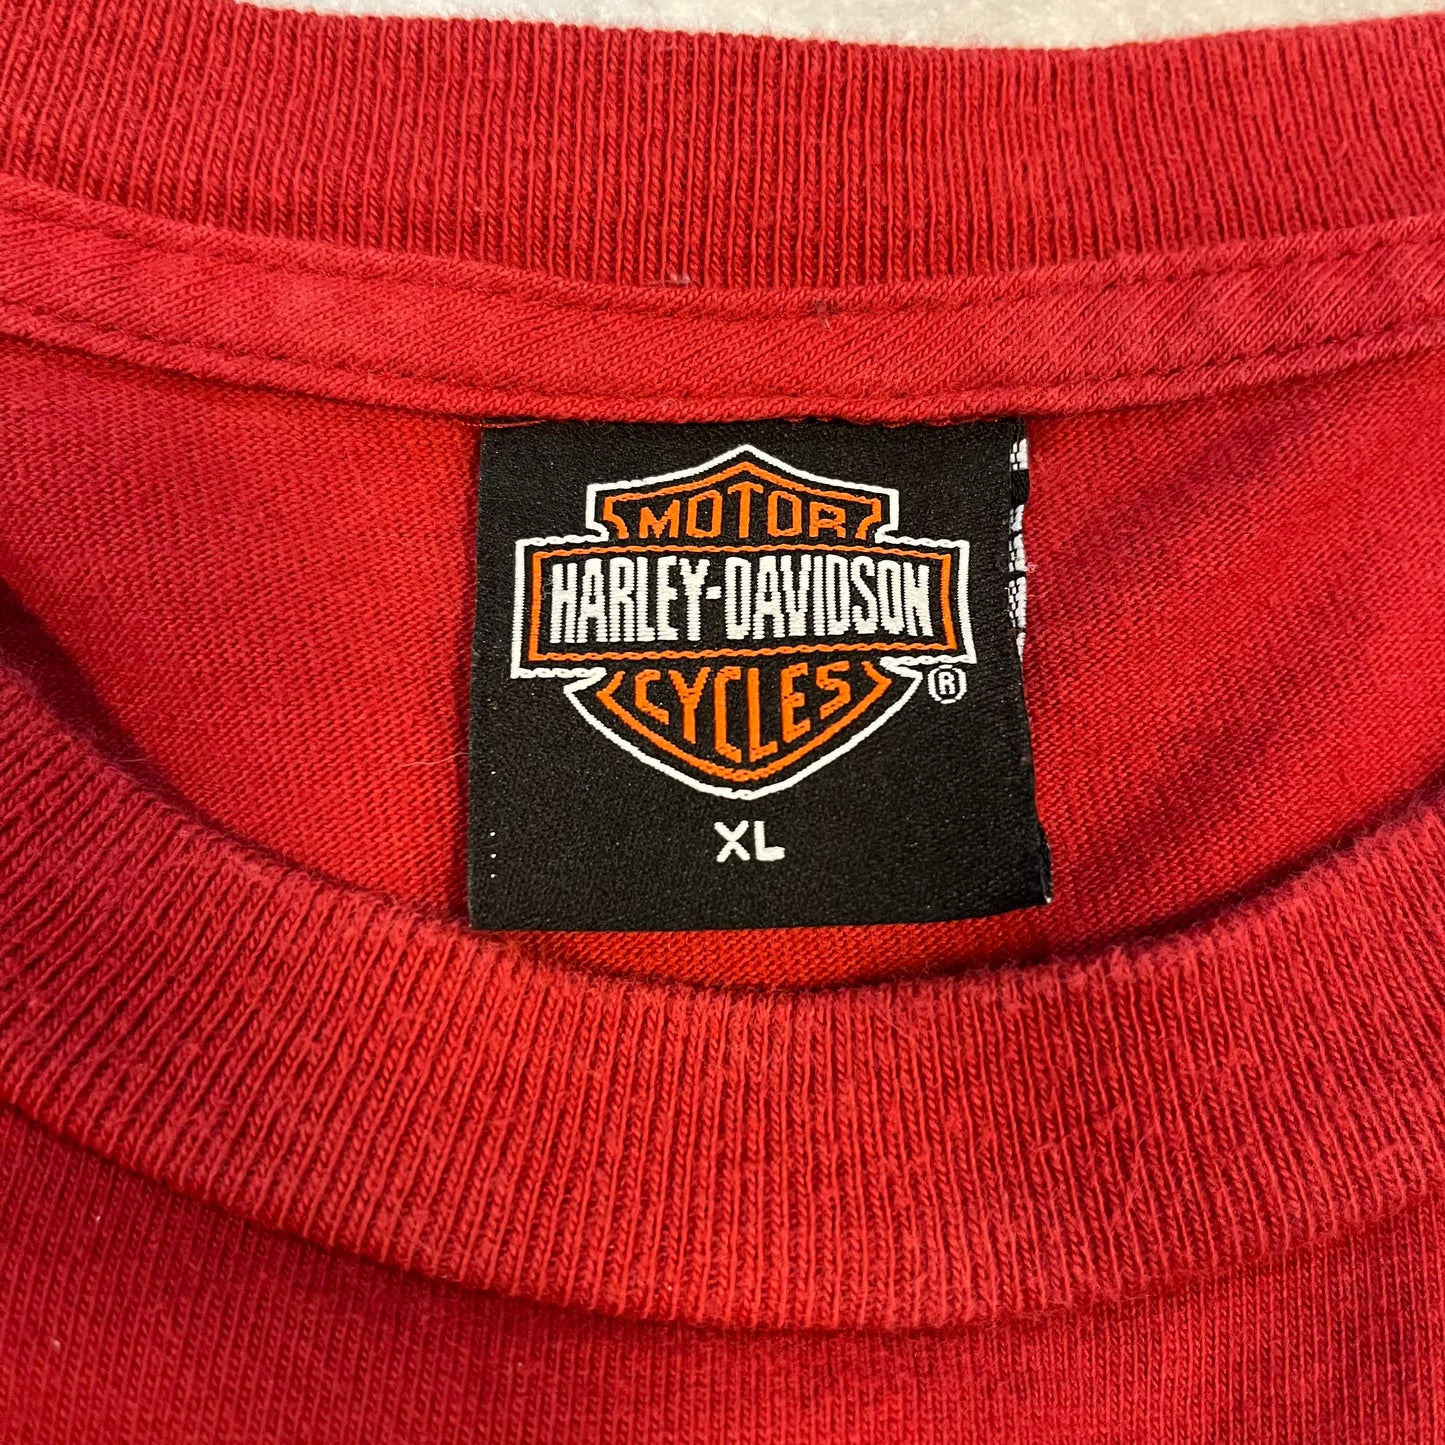 MOTOR
HARLEY-DAVIDSON
CYCLES
®
XL